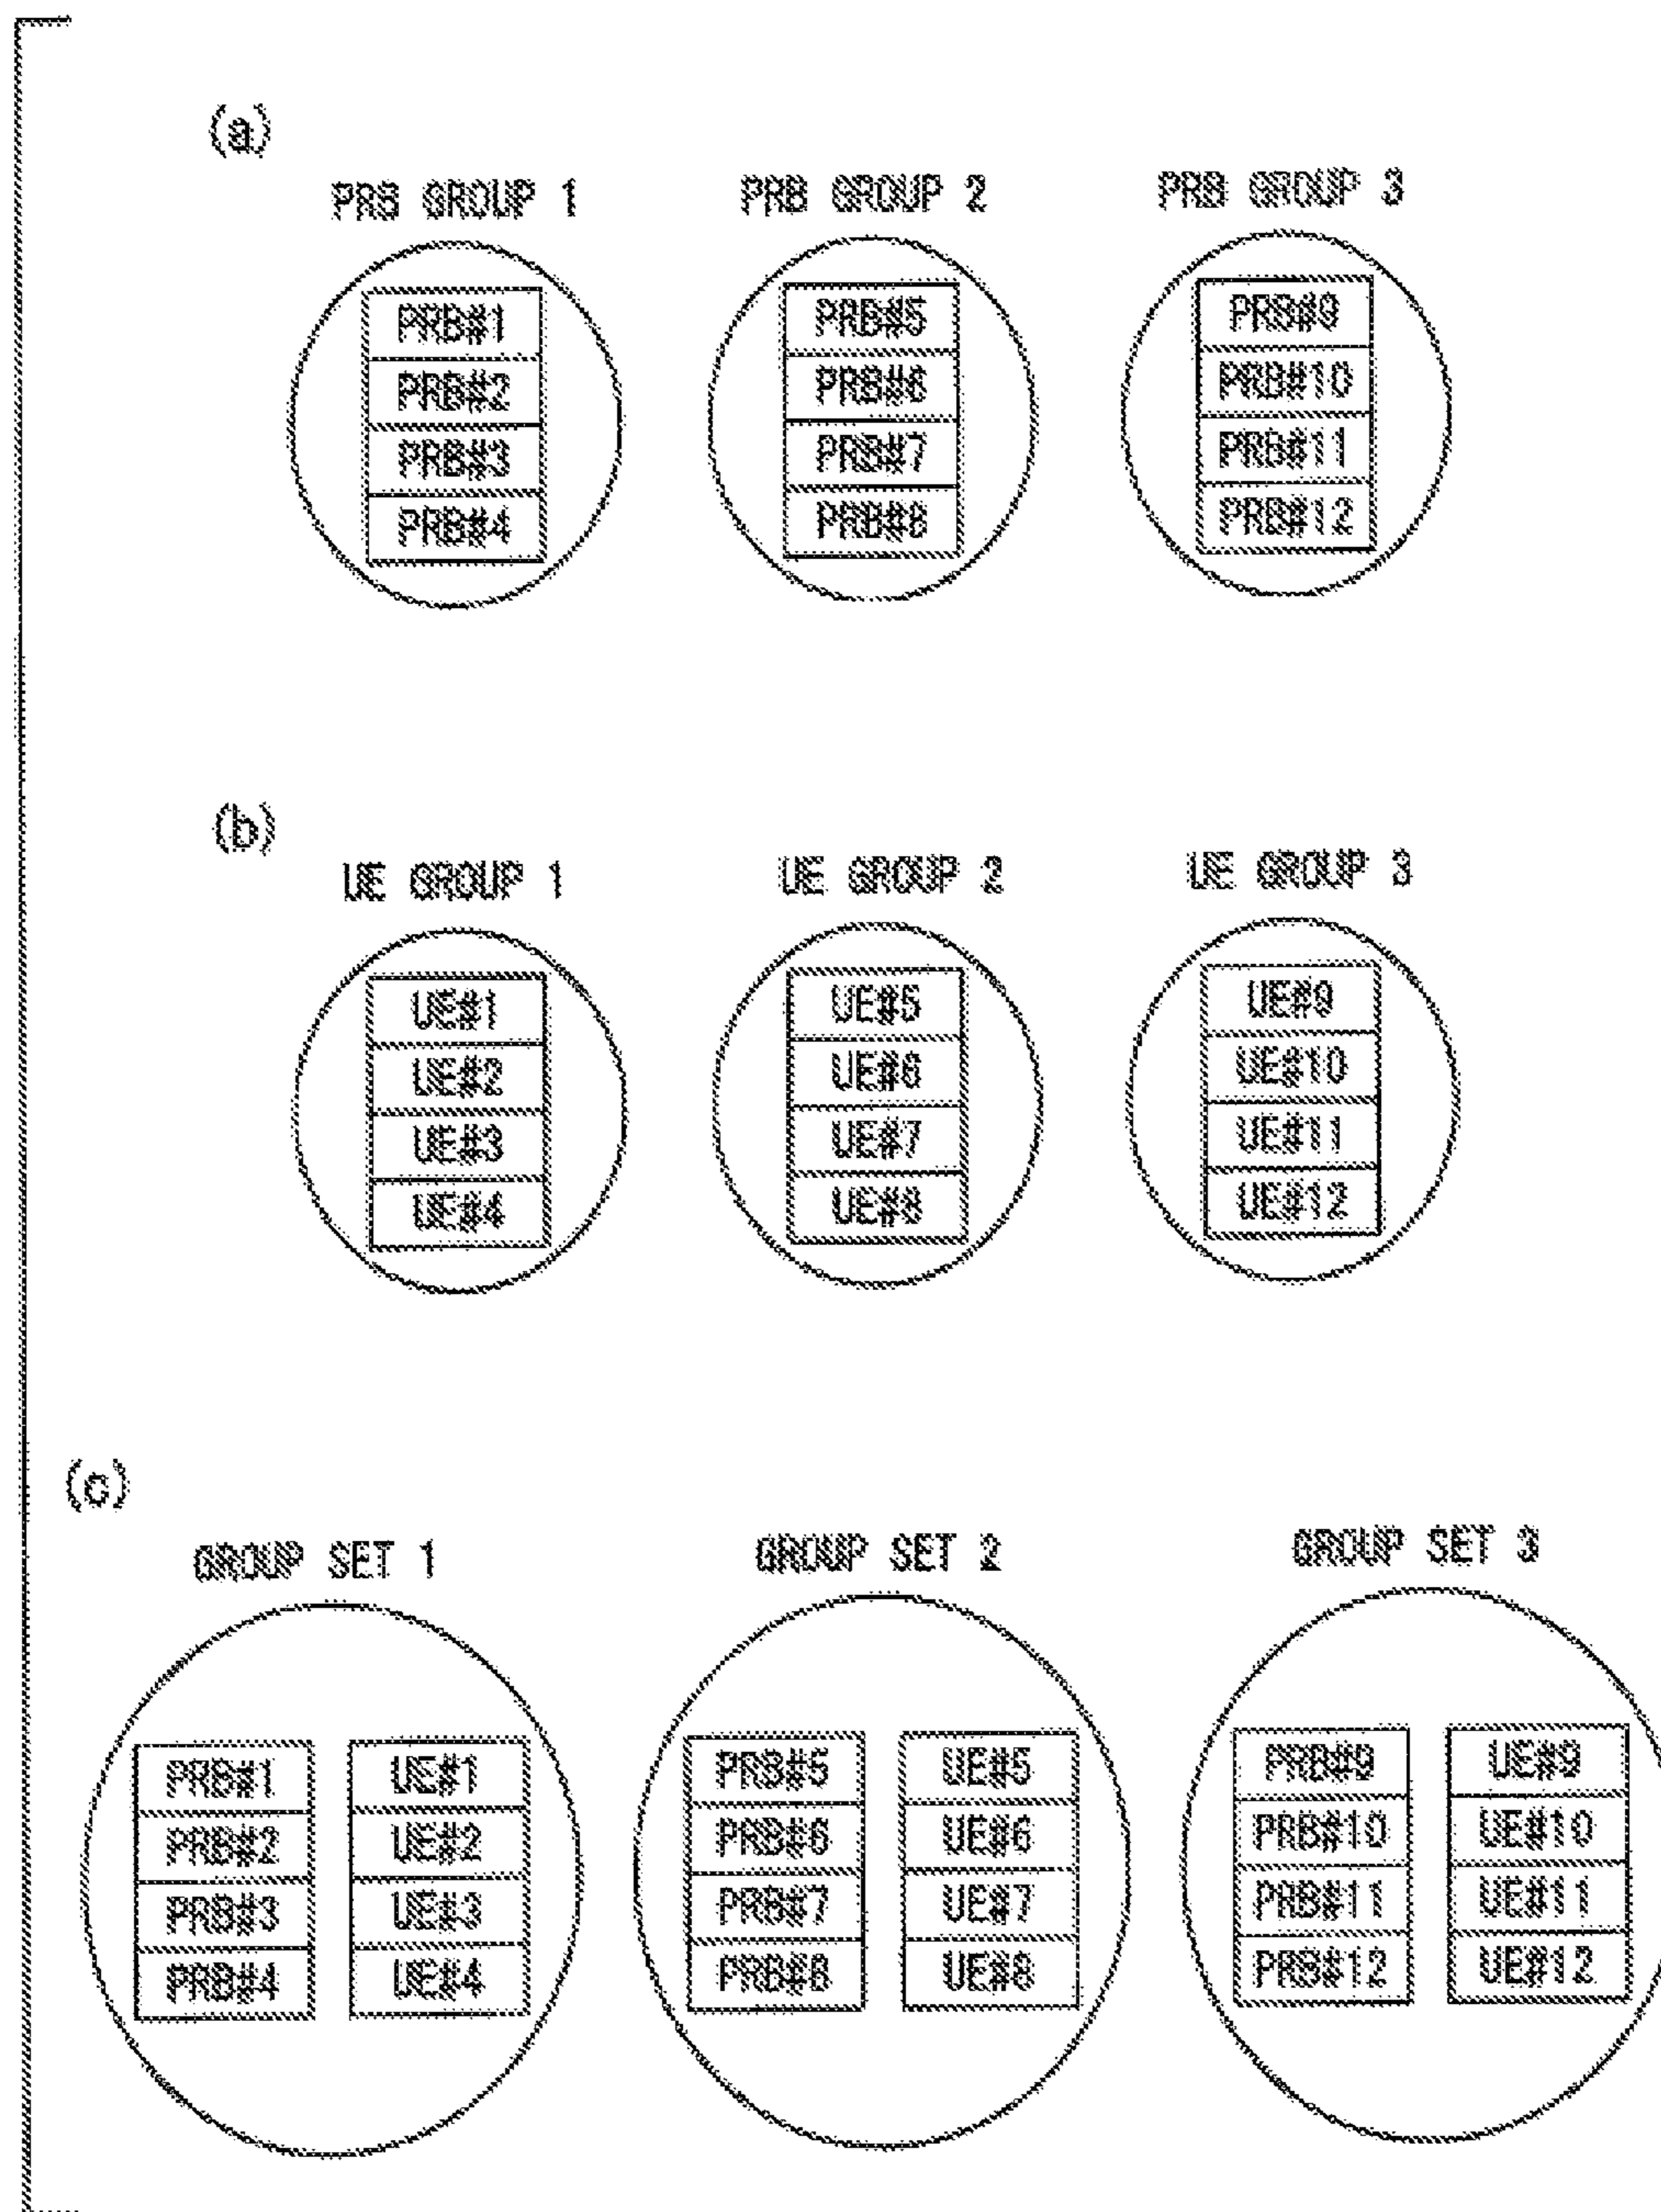 (a)
PRB GROUP 1 PRB GROUP 2 PRB GROUP 3
PRB#1 PRB#5 PRB#9
PRB#2 PRB#6 PRB#10
PRB#3 PRB#7 PRB#11
PRB#4 PRB#8 PRB#12
(b)
UE GROUP 1 UE GROUP 2 UE GROUP 3
UE#1 UE#5 UE#9
UE#2 UE#6 UE#10
UE#3 UE#7 UE#11
UE#4 UE#8 UE#12
(c)
GROUP SET 1 GROUP SET 2 GROUP SET 3
PRB#1 UE#1 PRB#5 UE#5 PRB#9 UE#9
PRB#2 UE#2 PRB#6 UE#6 PRB#10 UE#10
PRB#3 UE#3 PRB#7 UE#7 PRB#11 UE#11
PRB#4 UE#4 PRB#8 UE#8 PRB#12 UE#12